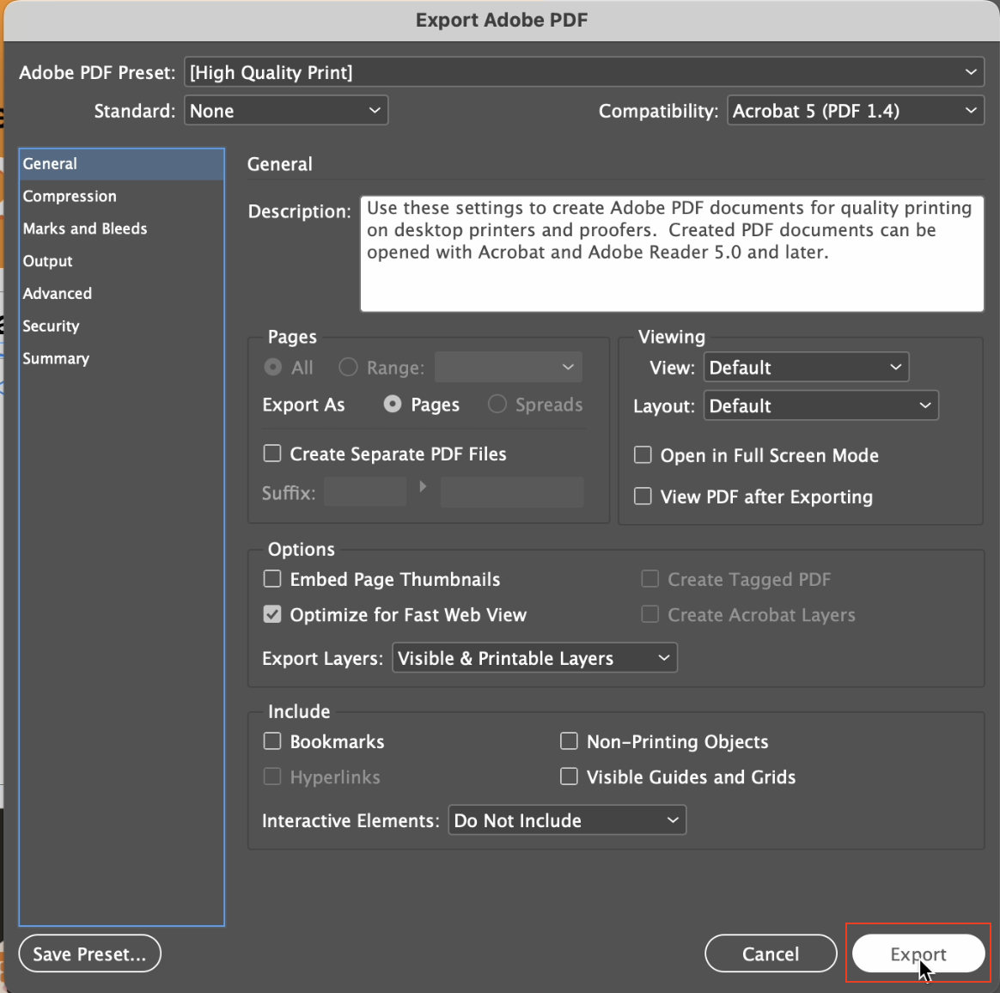 Export Adobe PDF
Adobe PDF Preset: [High Quality Print]
Standard: None
Compatibility: Acrobat 5 (PDF 1.4)
General
Compression
Marks and Bleeds
Output
Advanced
Security
Summary
General
Description: Use these settings to create Adobe PDF documents for quality printing
on desktop printers and proofers.  Created PDF documents can be
opened with Acrobat and Adobe Reader 5.0 and later.
Pages
All Range:
Export As Pages Spreads
Create Separate PDF Files
Suffix:
Viewing
View: Default
Layout: Default
Open in Full Screen Mode
View PDF after Exporting
Options
Embed Page Thumbnails
Create Tagged PDF
Optimize for Fast Web View
Create Acrobat Layers
Export Layers: Visible & Printable Layers
Include
Bookmarks
Non-Printing Objects
Hyperlinks
Visible Guides and Grids
Interactive Elements: Do Not Include
Save Preset...
Cancel
Export